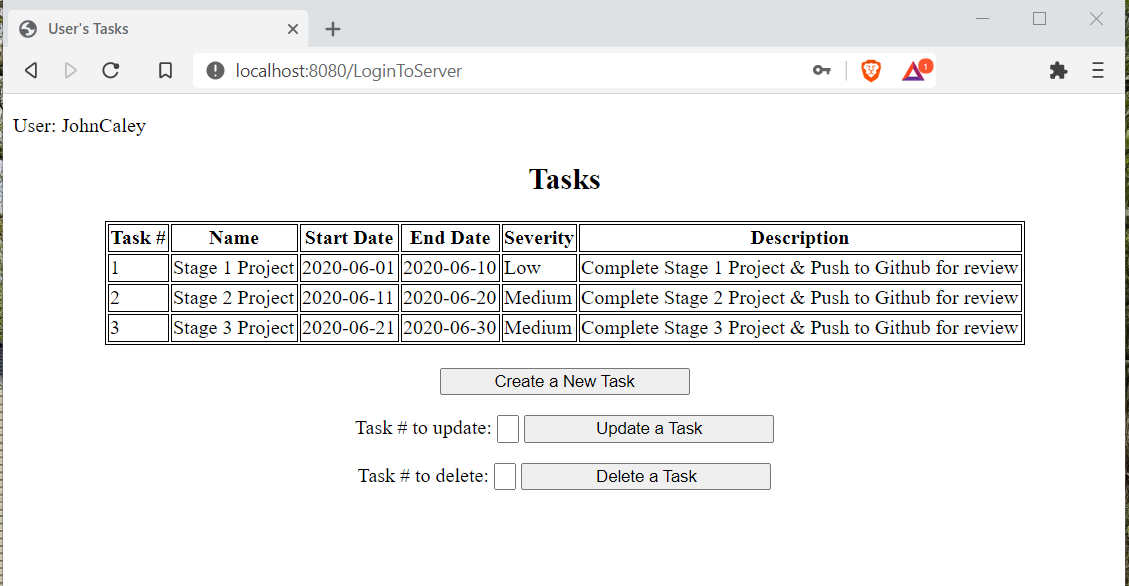 User's Tasks
localhost:8080/LoginToServer
1
User: JohnCaley
Tasks
Task # Name Start Date End Date Severity Description
1 Stage 1 Project 2020-06-01 2020-06-10 Low Complete Stage 1 Project & Push to Github for review
2 Stage 2 Project 2020-06-11 2020-06-20 Medium Complete Stage 2 Project & Push to Github for review
3 Stage 3 Project 2020-06-21 2020-06-30 Medium Complete Stage 3 Project & Push to Github for review
Create a New Task
Task # to update: Update a Task
Task # to delete: Delete a Task